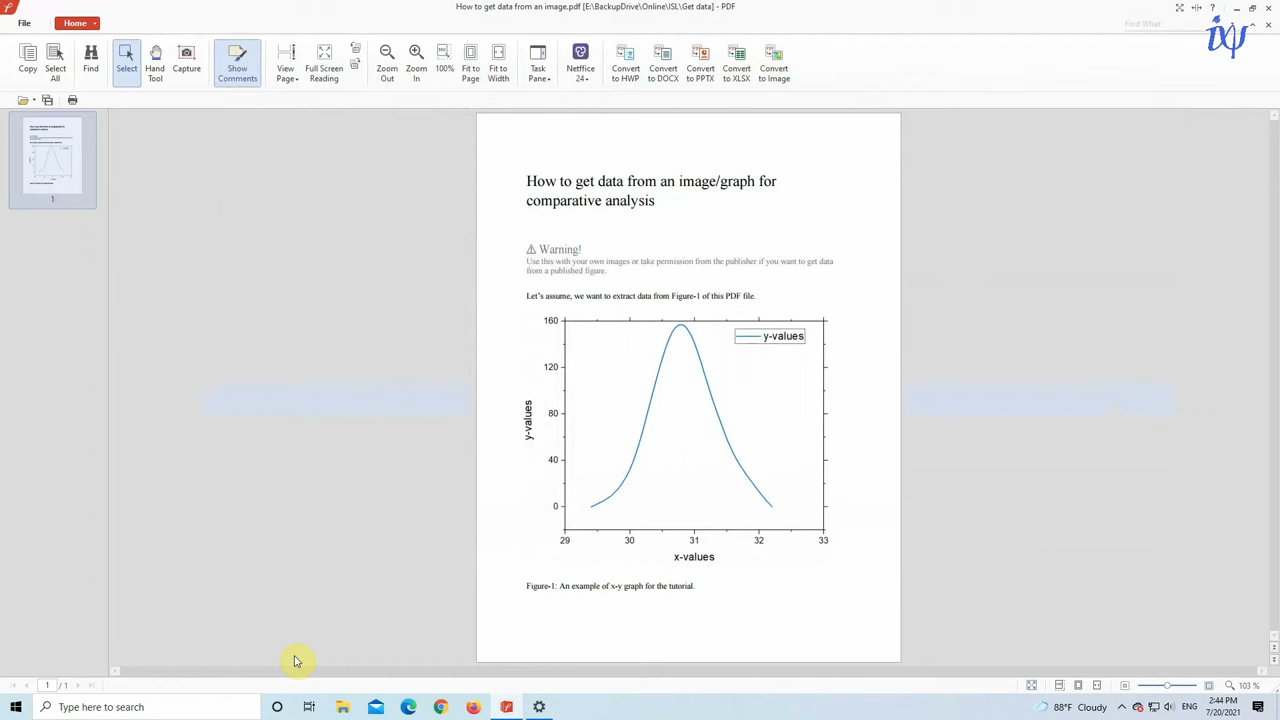 How to get data from an image.pdf [E:\BackupDrive\Online\ISL\Get data] - PDF
File
Home
Find What
Copy
Select All
Find
Select
Hand Tool
Capture
Show Comments
View Page
Full Screen Reading
Zoom Out
Zoom In
100%
Fit to Page
Fit to Width
Task Pane
Netffice 24
Convert to HWP
Convert to DOCX
Convert to PPTX
Convert to XLSX
Convert to Image
1
How to get data from an image/graph for
comparative analysis
⚠ Warning!
Use this with your own images or take permission from the publisher if you want to get data
from a published figure.
Let's assume, we want to extract data from Figure-1 of this PDF file.
y-values
160
120
80
40
0
y-values
29 30 31 32 33
x-values
Figure-1: An example of x-y graph for the tutorial.
1 / 1
103 %
Type here to search
88°F Cloudy
ENG
2:44 PM
7/20/2021